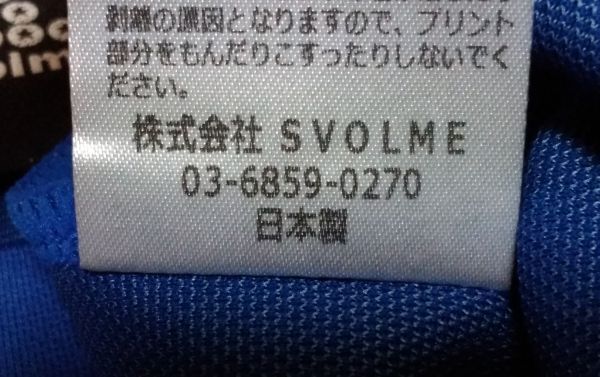 剥離の原因となりますので、プリント
部分をもんだりこすったりしないでく
ださい。
株式会社 SVOLME
03-6859-0270
日本製